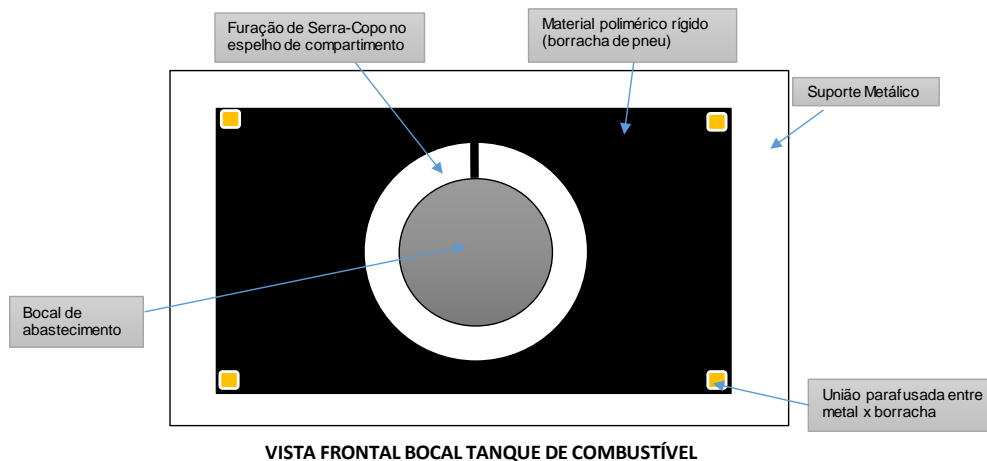 Furação de Serra-Copo no
espelho de compartimento
Material polimérico rígido
(borracha de pneu)
Suporte Metálico
Bocal de
abastecimento
União parafusada entre
metal x borracha
VISTA FRONTAL BOCAL TANQUE DE COMBUSTÍVEL